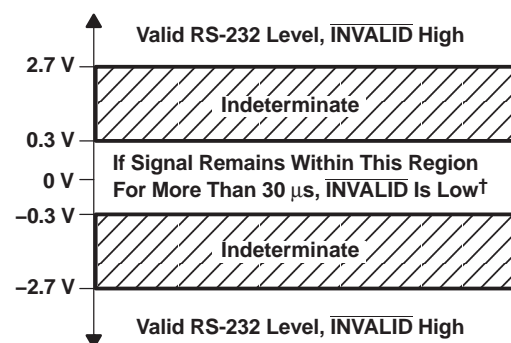 Valid RS-232 Level, INVALID High
2.7 V
Indeterminate
0.3 V
If Signal Remains Within This Region
0 V
For More Than 30 μs, INVALID Is Low†
–0.3 V
Indeterminate
–2.7 V
Valid RS-232 Level, INVALID High